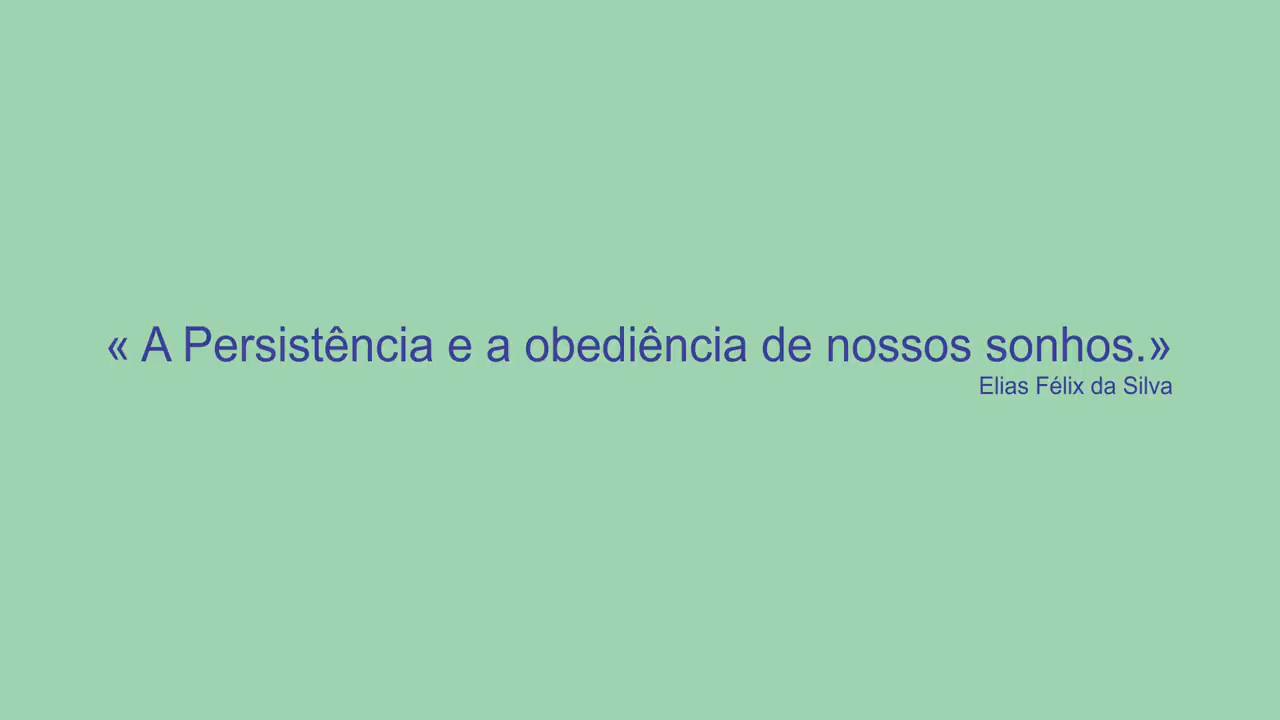 « A Persistência e a obediência de nossos sonhos.»
Elias Félix da Silva